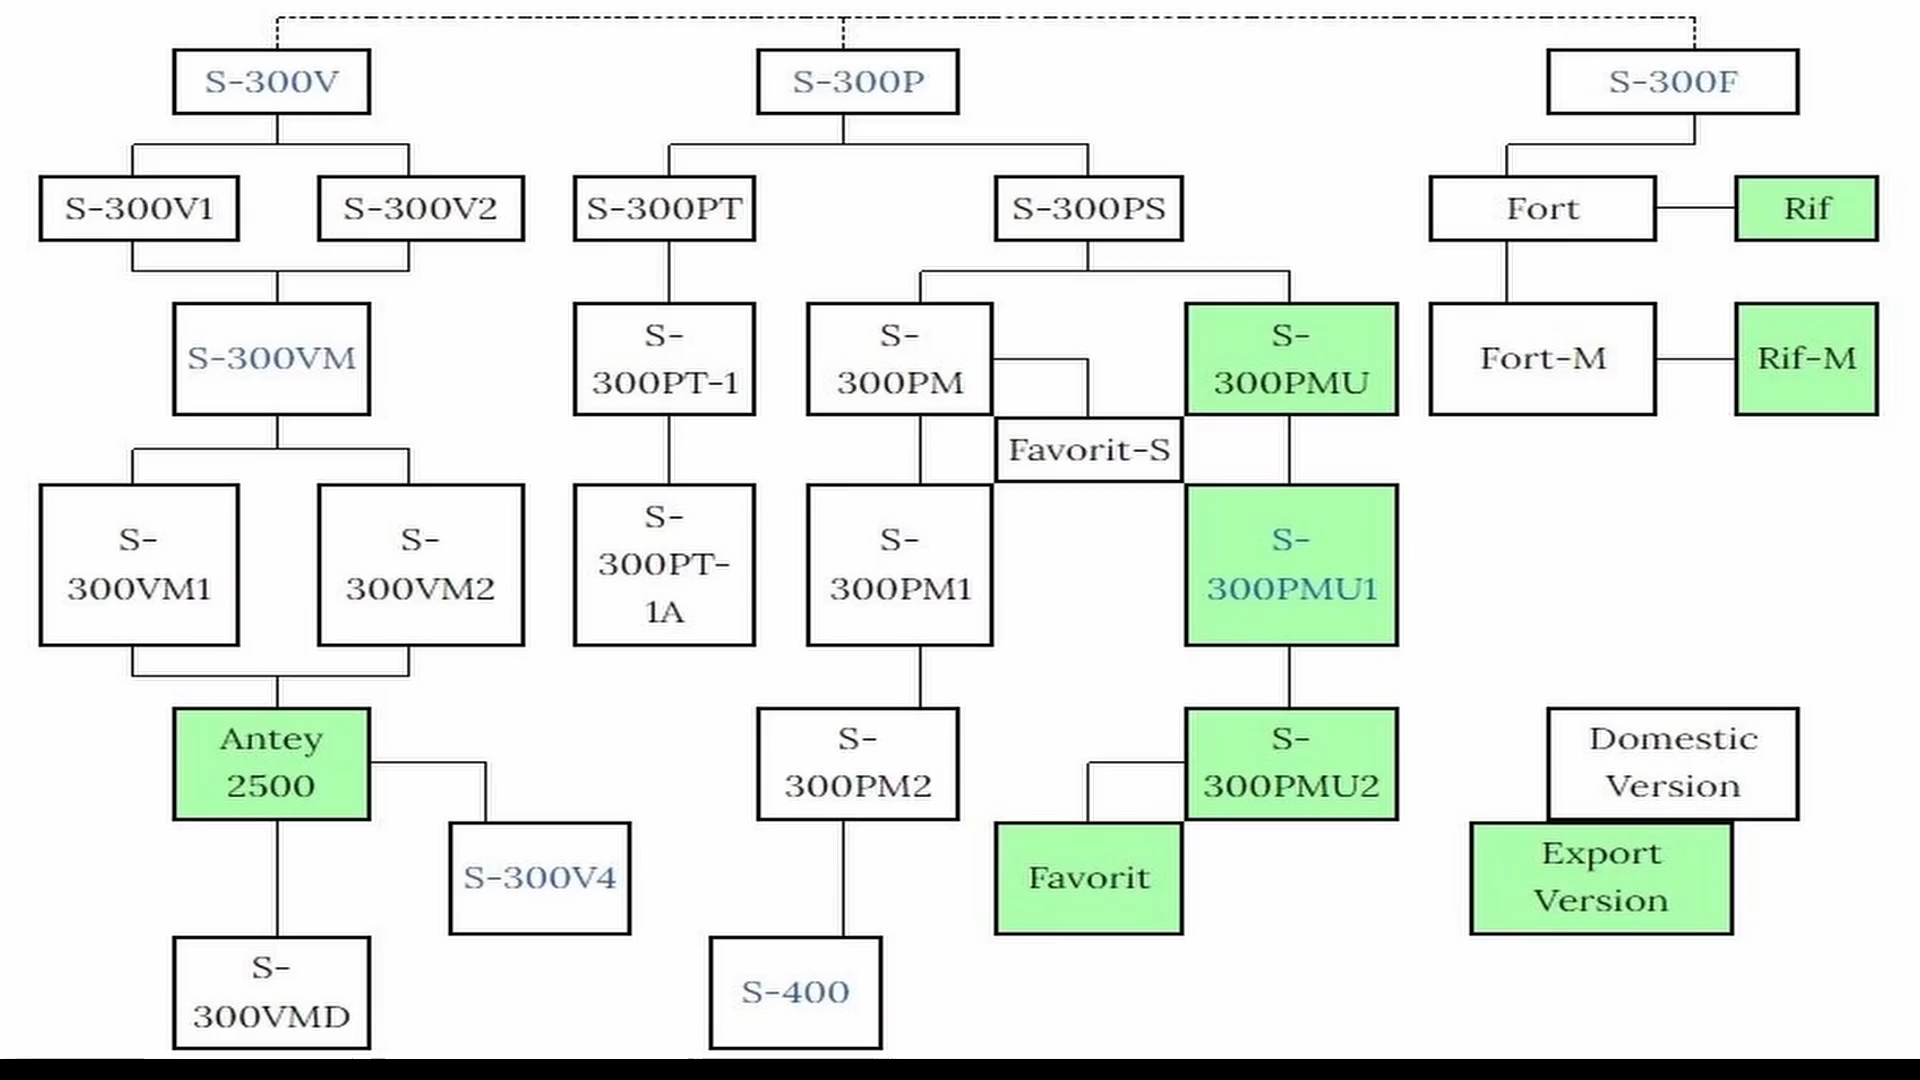 S-300V
S-300P
S-300F
S-300V1
S-300V2
S-300PT
S-300PS
Fort
Rif
S-300VM
S-
300PT-1
S-
300PM
S-
300PMU
Fort-M
Rif-M
Favorit-S
S-
300VM1
S-
300VM2
S-
300PT-
1A
S-
300PM1
S-
300PMU1
Antey
2500
S-
300PM2
S-
300PMU2
Domestic
Version
S-300V4
Favorit
Export
Version
S-
300VMD
S-400